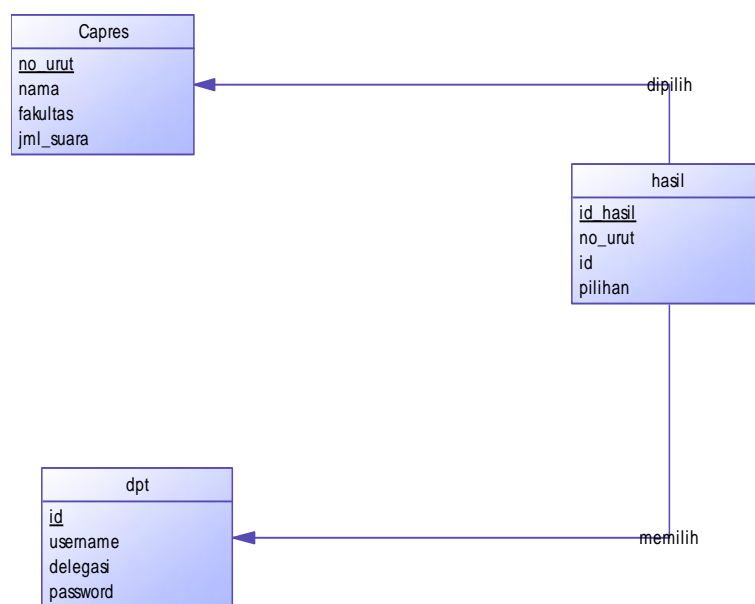 Capres
no_urut
nama
fakultas
jml_suara
dipilih
hasil
id_hasil
no_urut
id
pilihan
dpt
id
username
delegasi
password
memilih